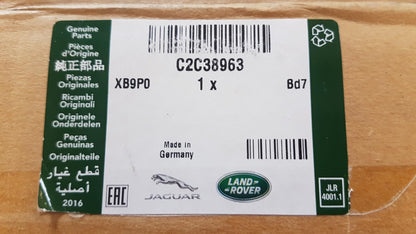 Genuine
Parts
Pièces
d'Origine
純正部品
Piezas
Originales
Ricambi
Originali
Originele
Onderdelen
Peças
Genuinas
Originalteile
قطع غيار
أصلية
2016
C2C38963
XB9P0 1 x Bd7
Made in
Germany
EAC
JAGUAR
LAND
ROVER
JLR
4001.1